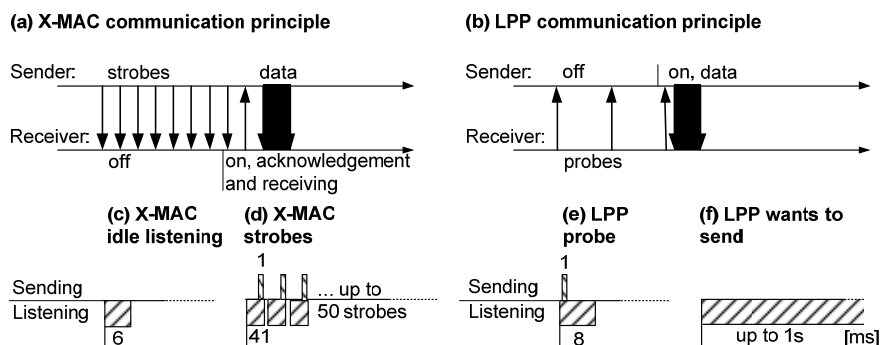 (a) X-MAC communication principle
Sender: strobes data
Receiver: off on, acknowledgement
and receiving
(b) LPP communication principle
Sender: off on, data
Receiver: probes
(c) X-MAC
idle listening
Sending
Listening
6
(d) X-MAC
strobes
1
... up to
50 strobes
41
(e) LPP
probe
1
Sending
Listening
8
(f) LPP wants to
send
up to 1s [ms]